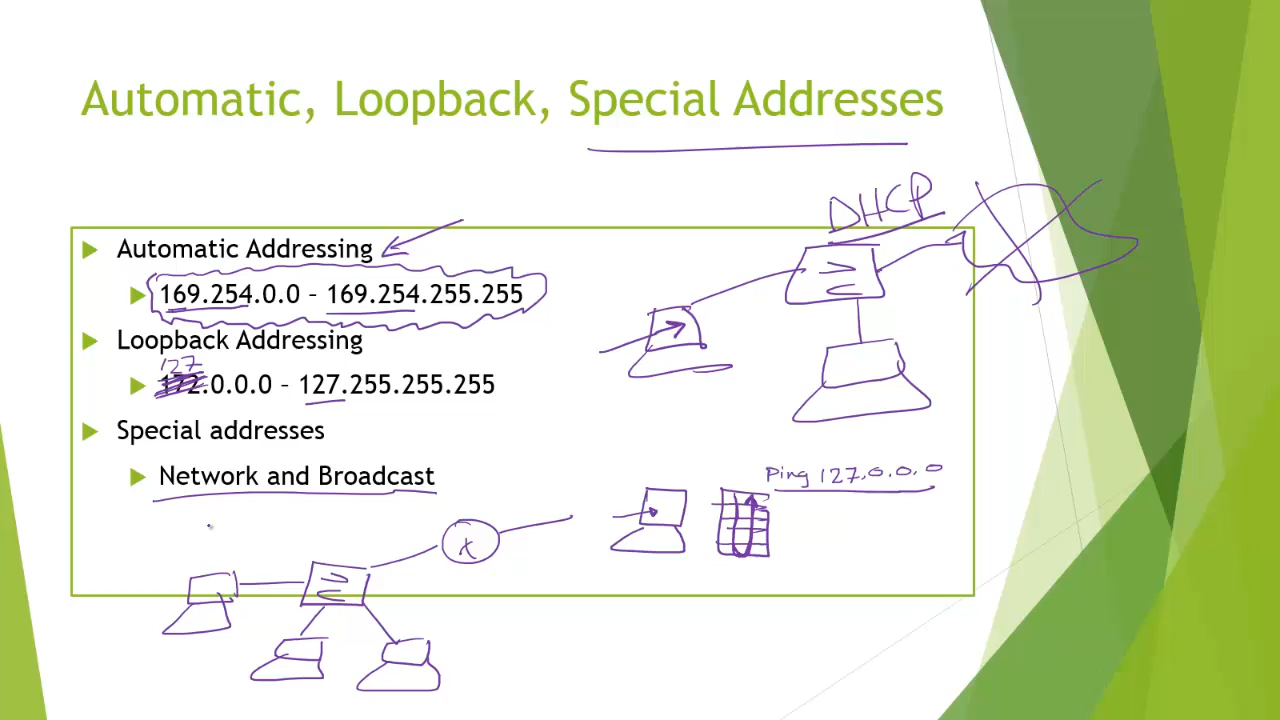 Automatic, Loopback, Special Addresses
DHCP
Automatic Addressing
169.254.0.0 – 169.254.255.255
Loopback Addressing
127
172.0.0.0 – 127.255.255.255
Special addresses
Network and Broadcast
Ping 127.0.0.0
x